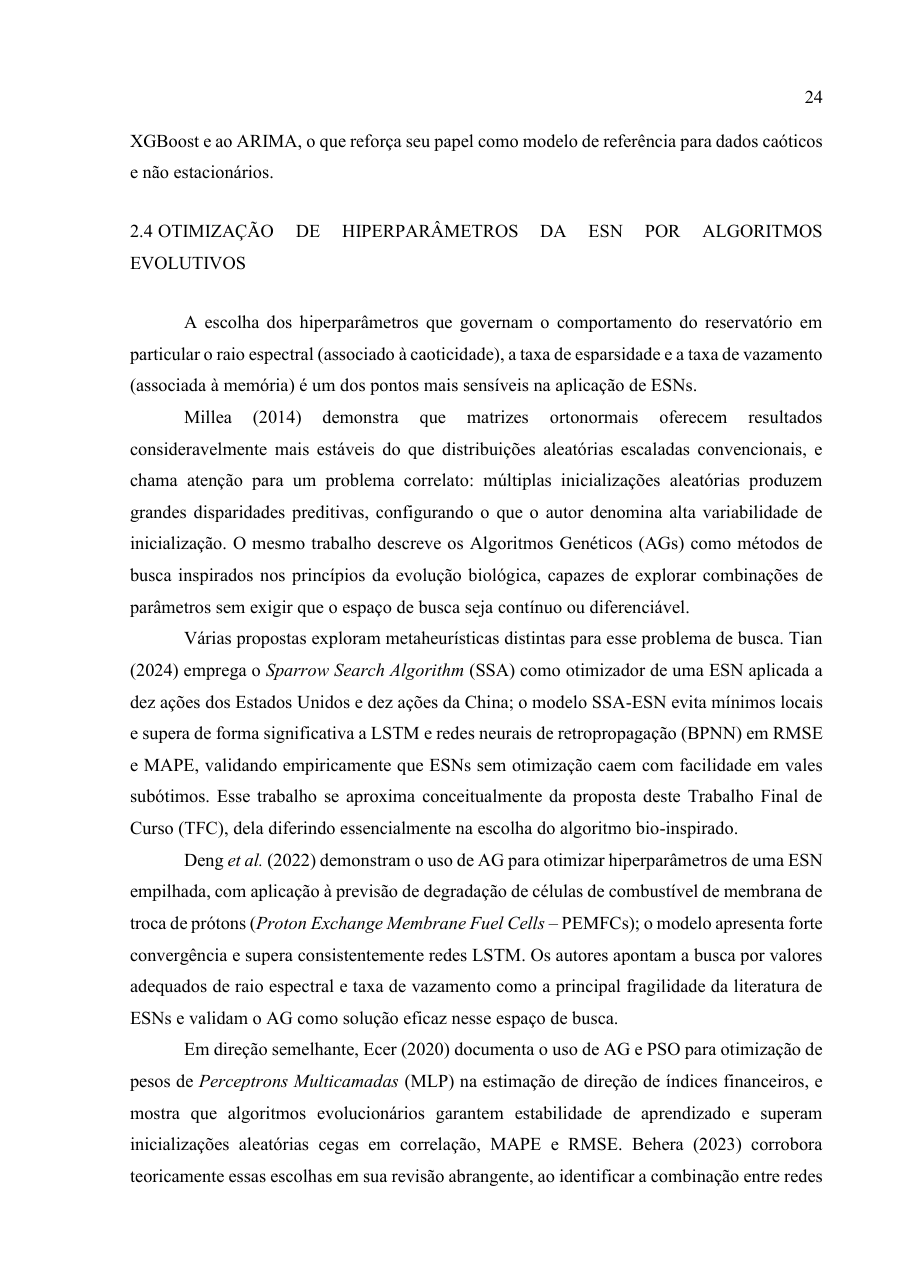 24
XGBoost e ao ARIMA, o que reforça seu papel como modelo de referência para dados caóticos
e não estacionários.
2.4 OTIMIZAÇÃO DE HIPERPARÂMETROS DA ESN POR ALGORITMOS
EVOLUTIVOS
A escolha dos hiperparâmetros que governam o comportamento do reservatório em
particular o raio espectral (associado à caoticidade), a taxa de esparsidade e a taxa de vazamento
(associada à memória) é um dos pontos mais sensíveis na aplicação de ESNs.
Millea (2014) demonstra que matrizes ortonormais oferecem resultados
consideravelmente mais estáveis do que distribuições aleatórias escaladas convencionais, e
chama atenção para um problema correlato: múltiplas inicializações aleatórias produzem
grandes disparidades preditivas, configurando o que o autor denomina alta variabilidade de
inicialização. O mesmo trabalho descreve os Algoritmos Genéticos (AGs) como métodos de
busca inspirados nos princípios da evolução biológica, capazes de explorar combinações de
parâmetros sem exigir que o espaço de busca seja contínuo ou diferenciável.
Várias propostas exploram metaheurísticas distintas para esse problema de busca. Tian
(2024) emprega o Sparrow Search Algorithm (SSA) como otimizador de uma ESN aplicada a
dez ações dos Estados Unidos e dez ações da China; o modelo SSA-ESN evita mínimos locais
e supera de forma significativa a LSTM e redes neurais de retropropagação (BPNN) em RMSE
e MAPE, validando empiricamente que ESNs sem otimização caem com facilidade em vales
subótimos. Esse trabalho se aproxima conceitualmente da proposta deste Trabalho Final de
Curso (TFC), dela diferindo essencialmente na escolha do algoritmo bio-inspirado.
Deng et al. (2022) demonstram o uso de AG para otimizar hiperparâmetros de uma ESN
empilhada, com aplicação à previsão de degradação de células de combustível de membrana de
troca de prótons (Proton Exchange Membrane Fuel Cells – PEMFCs); o modelo apresenta forte
convergência e supera consistentemente redes LSTM. Os autores apontam a busca por valores
adequados de raio espectral e taxa de vazamento como a principal fragilidade da literatura de
ESNs e validam o AG como solução eficaz nesse espaço de busca.
Em direção semelhante, Ecer (2020) documenta o uso de AG e PSO para otimização de
pesos de Perceptrons Multicamadas (MLP) na estimação de direção de índices financeiros, e
mostra que algoritmos evolucionários garantem estabilidade de aprendizado e superam
inicializações aleatórias cegas em correlação, MAPE e RMSE. Behera (2023) corrobora
teoricamente essas escolhas em sua revisão abrangente, ao identificar a combinação entre redes